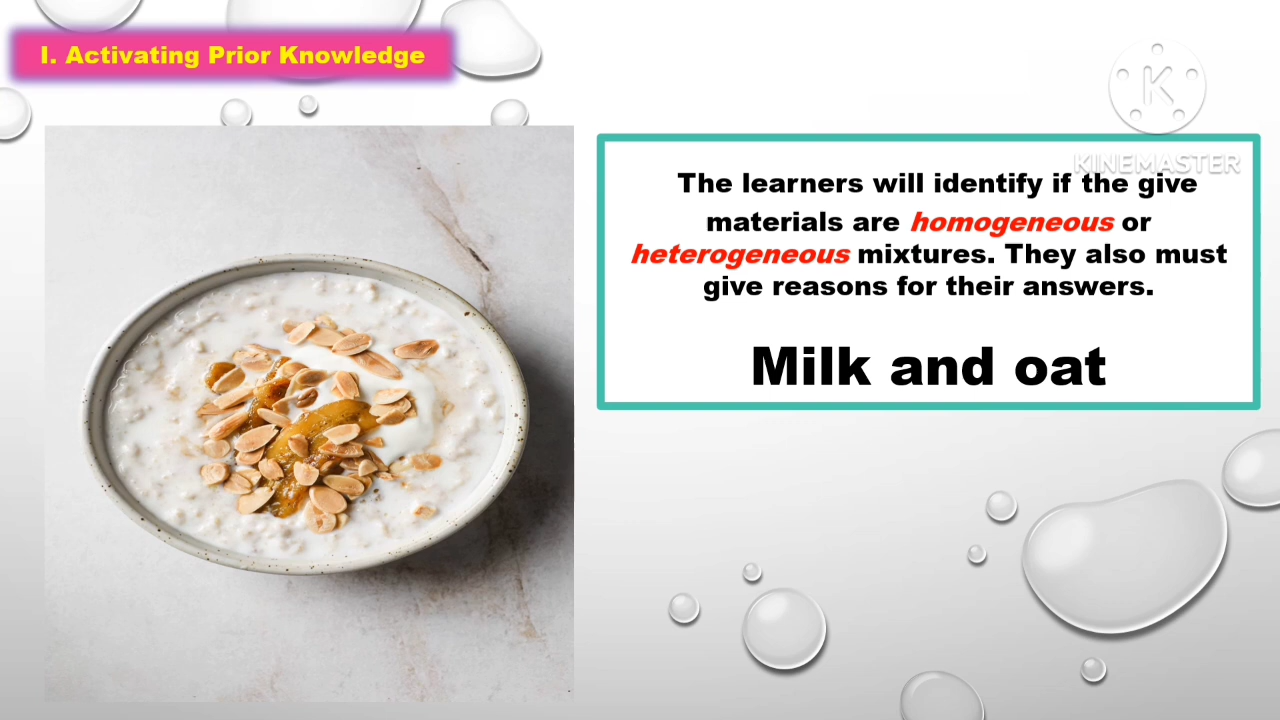 I. Activating Prior Knowledge
K
KINEMASTER
The learners will identify if the give
materials are homogeneous or
heterogeneous mixtures. They also must
give reasons for their answers.
Milk and oat